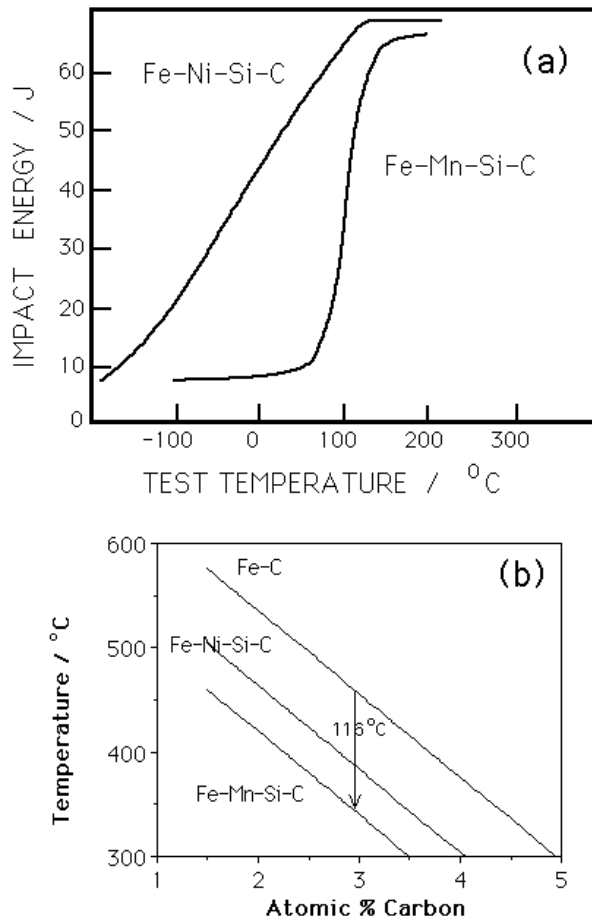 (a)
Fe-Ni-Si-C
Fe-Mn-Si-C
IMPACT ENERGY / J
60
50
40
30
20
10
0
-100 0 100 200 300
TEST TEMPERATURE / °C
(b)
Fe-C
Fe-Ni-Si-C
116°C
Fe-Mn-Si-C
Temperature / °C
600
500
400
300
1 2 3 4 5
Atomic % Carbon